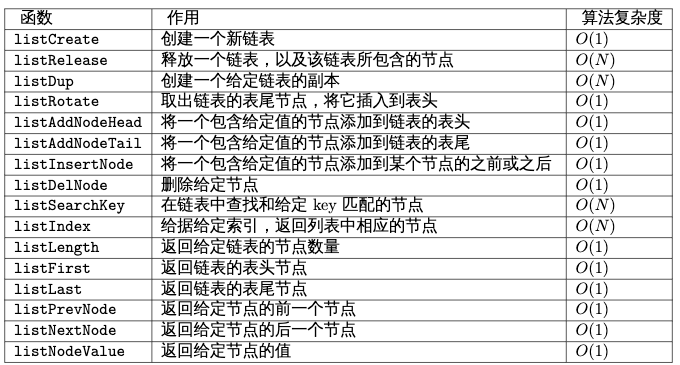 函数 作用 算法复杂度
listCreate 创建一个新链表 O(1)
listRelease 释放一个链表，以及该链表所包含的节点 O(N)
listDup 创建一个给定链表的副本 O(N)
listRotate 取出链表的表尾节点，将它插入到表头 O(1)
listAddNodeHead 将一个包含给定值的节点添加到链表的表头 O(1)
listAddNodeTail 将一个包含给定值的节点添加到链表的表尾 O(1)
listInsertNode 将一个包含给定值的节点添加到某个节点的之前或之后 O(1)
listDelNode 删除给定节点 O(1)
listSearchKey 在链表中查找和给定 key 匹配的节点 O(N)
listIndex 给据给定索引，返回列表中相应的节点 O(N)
listLength 返回给定链表的节点数量 O(1)
listFirst 返回链表的表头节点 O(1)
listLast 返回链表的表尾节点 O(1)
listPrevNode 返回给定节点的前一个节点 O(1)
listNextNode 返回给定节点的后一个节点 O(1)
listNodeValue 返回给定节点的值 O(1)